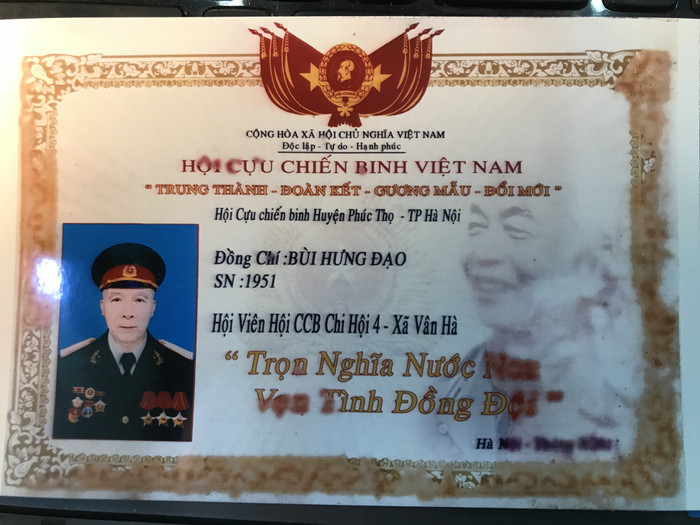 CỘNG HÒA XÃ HỘI CHỦ NGHĨA VIỆT NAM
Độc lập - Tự do - Hạnh phúc
HỘI CỰU CHIẾN BINH VIỆT NAM
" TRUNG THÀNH - ĐOÀN KẾT - GƯƠNG MẪU - ĐỔI MỚI "
Hội Cựu chiến binh Huyện Phúc Thọ - TP Hà Nội
Đồng Chí :BÙI HƯNG ĐẠO
SN :1951
Hội Viên Hội CCB Chi Hội 4 - Xã Vân Hà
“ Trọn Nghĩa Nước Non
Vẹn Tình Đồng Đội ”
Hà Nội -